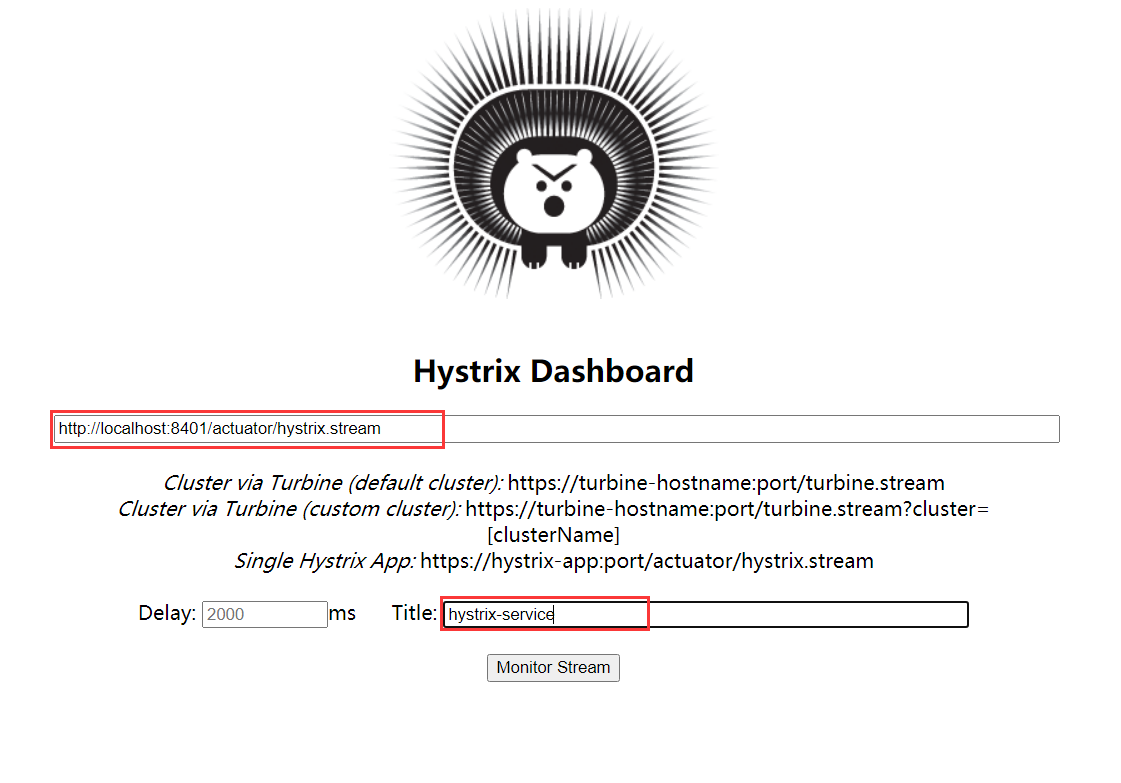 Hystrix Dashboard
http://localhost:8401/actuator/hystrix.stream
Cluster via Turbine (default cluster): https://turbine-hostname:port/turbine.stream
Cluster via Turbine (custom cluster): https://turbine-hostname:port/turbine.stream?cluster=
[clusterName]
Single Hystrix App: https://hystrix-app:port/actuator/hystrix.stream
Delay: 2000 ms Title: hystrix-service
Monitor Stream